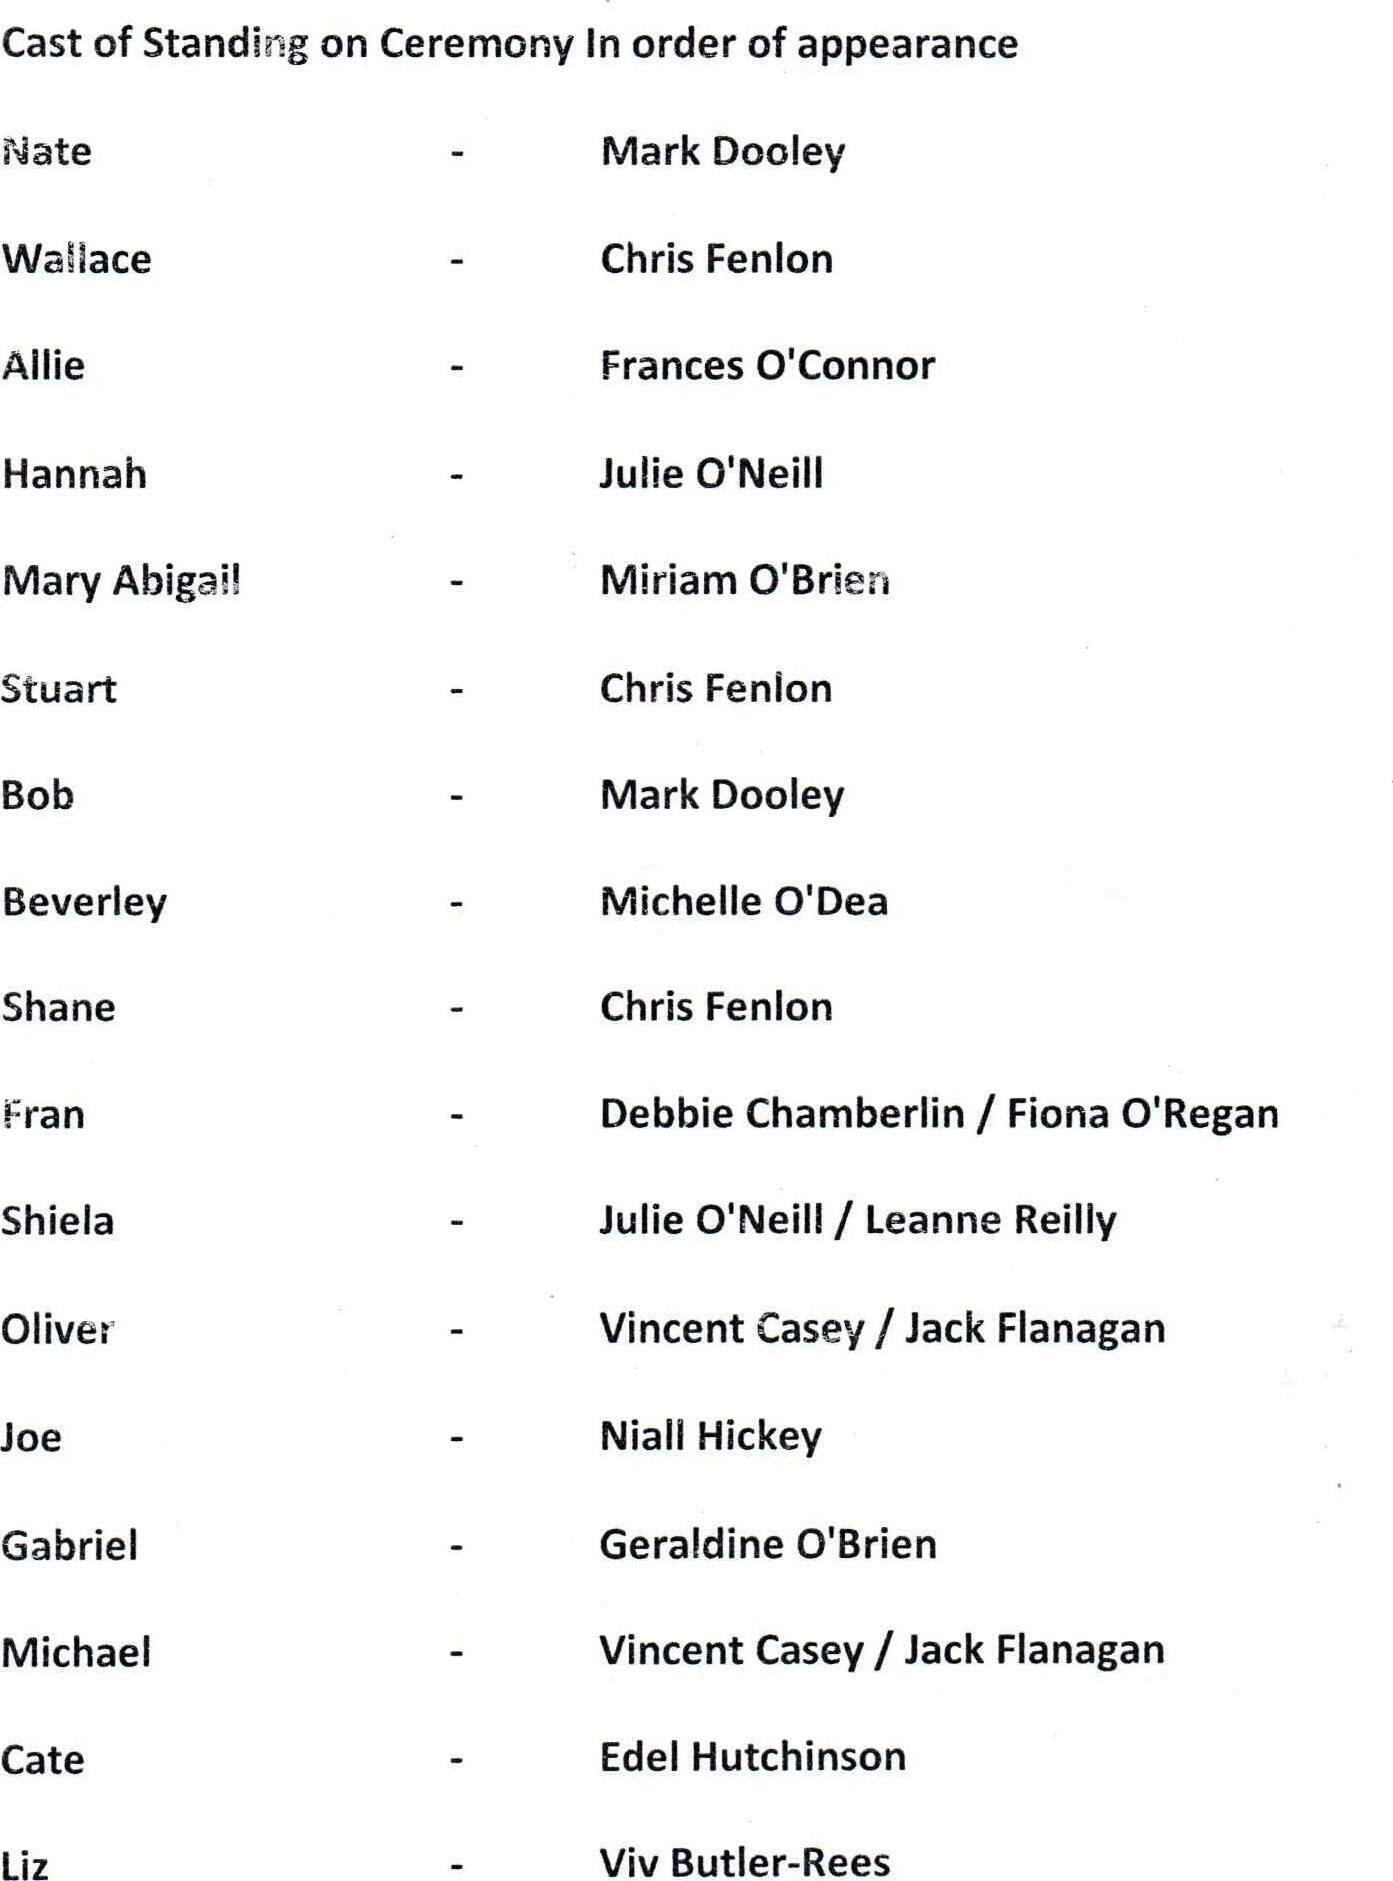 Cast of Standing on Ceremony In order of appearance
Nate - Mark Dooley
Wallace - Chris Fenlon
Allie - Frances O'Connor
Hannah - Julie O'Neill
Mary Abigail - Miriam O'Brien
Stuart - Chris Fenlon
Bob - Mark Dooley
Beverley - Michelle O'Dea
Shane - Chris Fenlon
Fran - Debbie Chamberlin / Fiona O'Regan
Shiela - Julie O'Neill / Leanne Reilly
Oliver - Vincent Casey / Jack Flanagan
Joe - Niall Hickey
Gabriel - Geraldine O'Brien
Michael - Vincent Casey / Jack Flanagan
Cate - Edel Hutchinson
Liz - Viv Butler-Rees